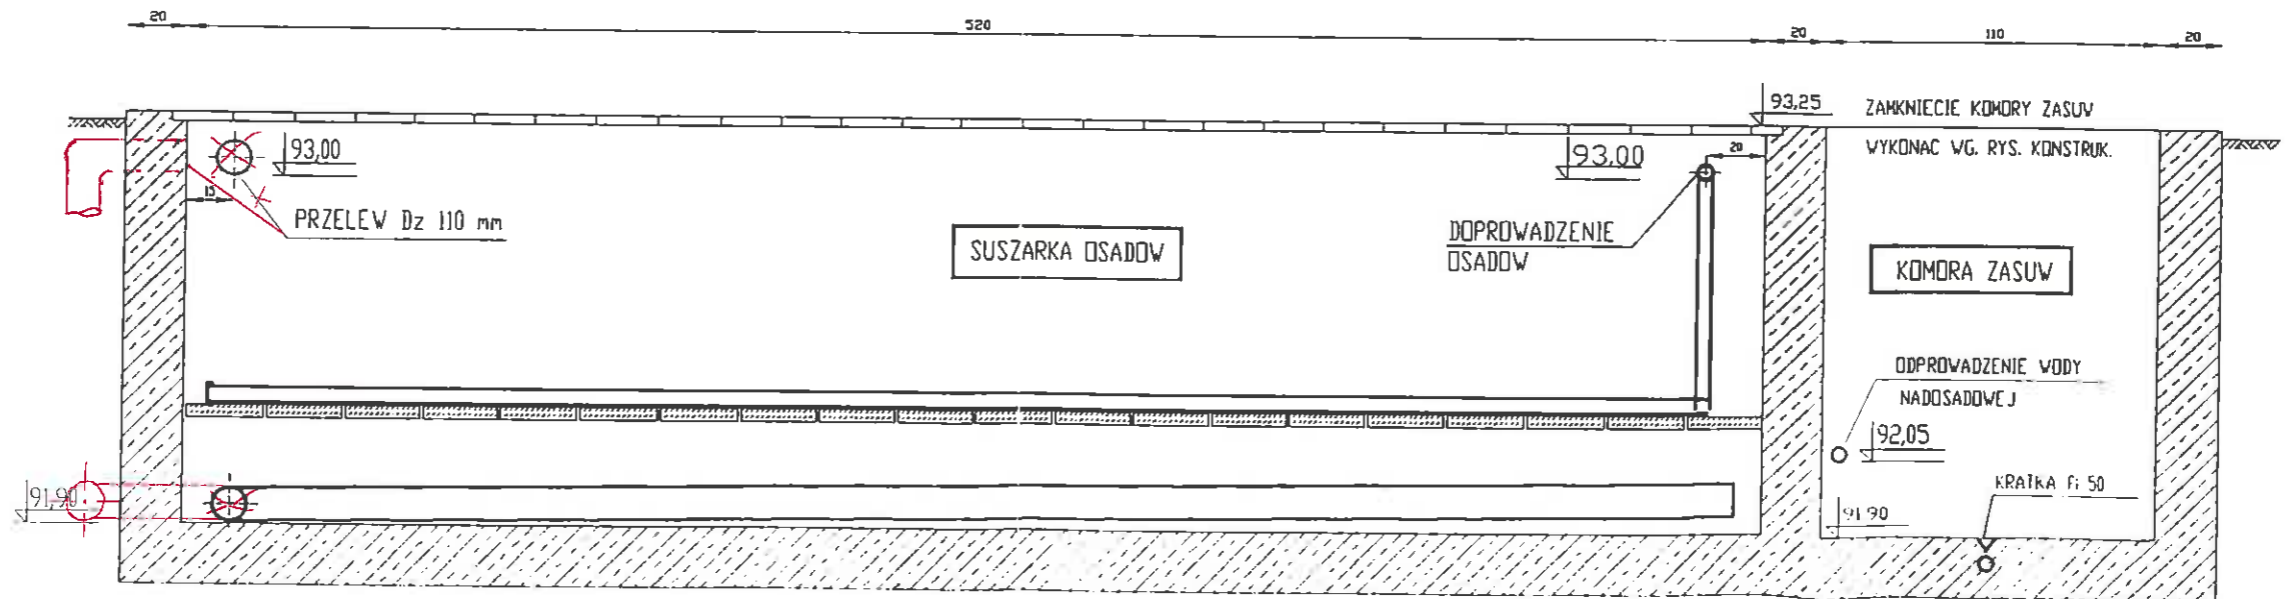 20
520
20
110
20
93,25
ZAMKNIECIE KOMORY ZASUW
WYKONAC WG. RYS. KONSTRUK.
93,00
93,00
20
15
PRZELEW Dz 110 mm
SUSZARKA OSADOW
DOPROWADZENIE
OSADOW
KOMORA ZASUW
ODPROWADZENIE WODY
NADOSADOWEJ
92,05
KRATKA fi 50
91,90
91 90